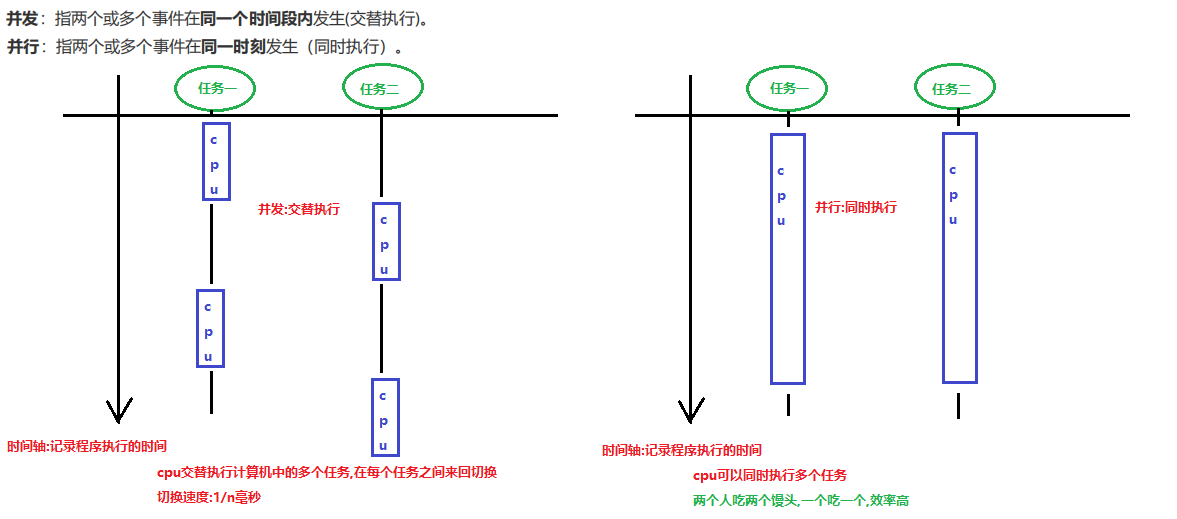 并发：指两个或多个事件在同一个时间段内发生(交替执行)。
并行：指两个或多个事件在同一时刻发生（同时执行）。
任务一
任务二
cpu
cpu
并发:交替执行
cpu
cpu
时间轴:记录程序执行的时间
cpu交替执行计算机中的多个任务,在每个任务之间来回切换
切换速度:1/n毫秒
任务一
任务二
cpu
cpu
并行:同时执行
时间轴:记录程序执行的时间
cpu可以同时执行多个任务
两个人吃两个馒头,一个吃一个,效率高